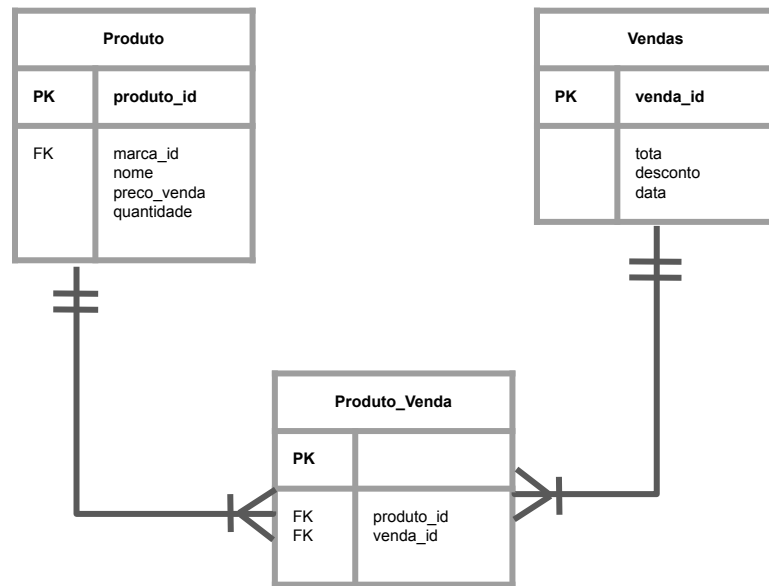 Produto
PK produto_id
FK marca_id
nome
preco_venda
quantidade
Vendas
PK venda_id
tota
desconto
data
Produto_Venda
PK
FK produto_id
FK venda_id